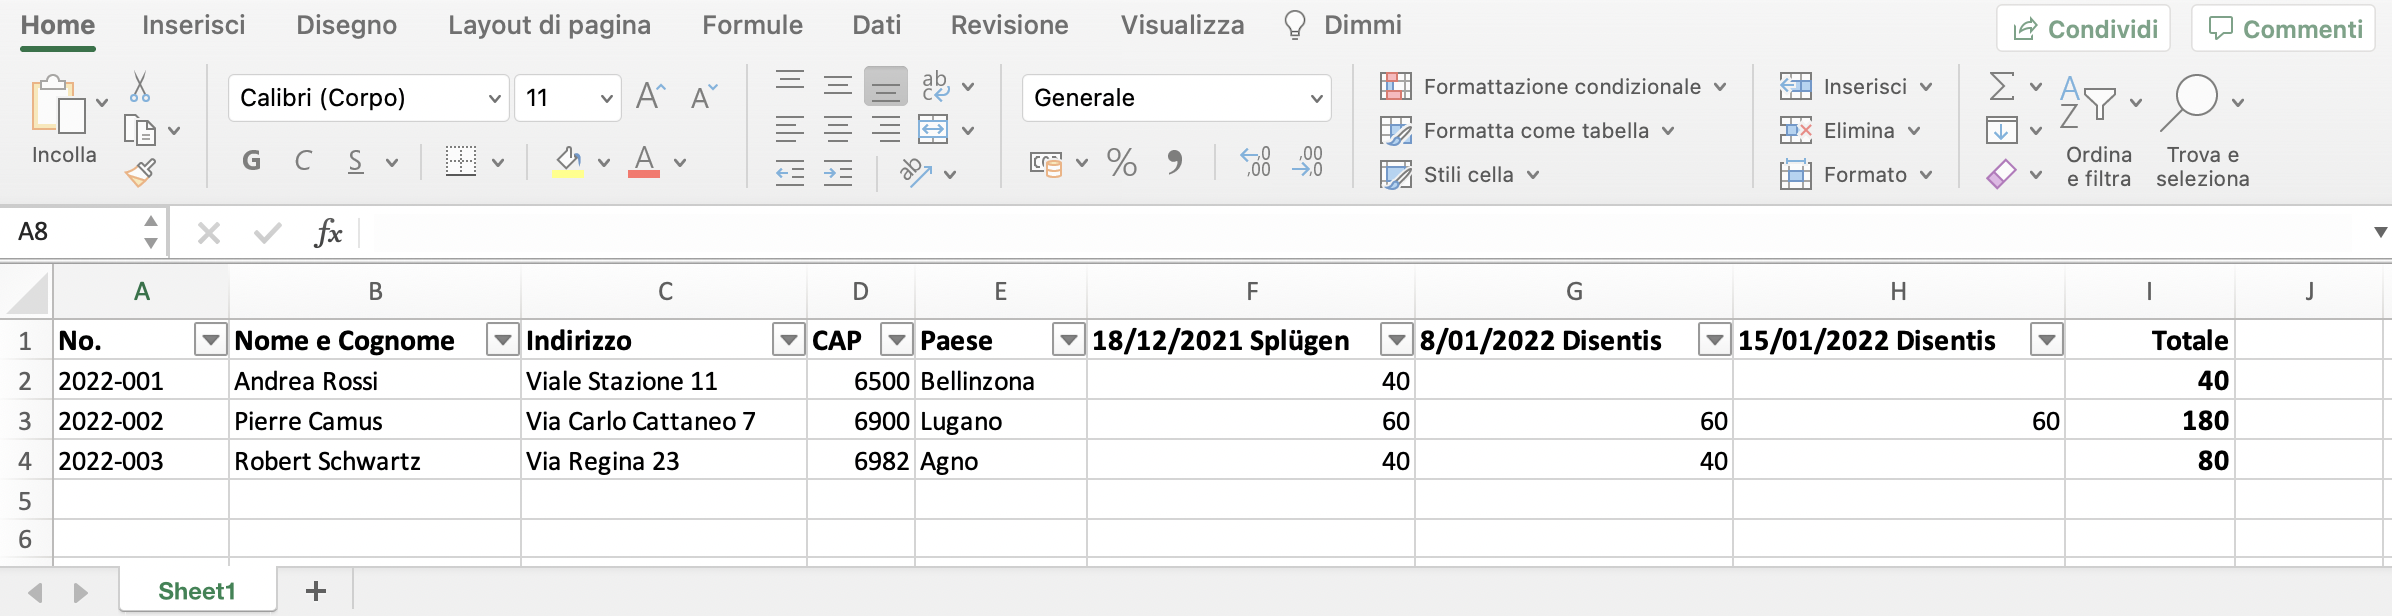 Home Inserisci Disegno Layout di pagina Formule Dati Revisione Visualizza Dimmi Condividi Commenti
Incolla
Calibri (Corpo) 11
G C S A
ab
c
Generale
% ,00
Formattazione condizionale
Formatta come tabella
Stili cella
Inserisci
Elimina
Formato
Ordina
e filtra
Trova e
seleziona
A8 fx
A B C D E F G H I J
1 No. Nome e Cognome Indirizzo CAP Paese 18/12/2021 Splügen 8/01/2022 Disentis 15/01/2022 Disentis Totale
2 2022-001 Andrea Rossi Viale Stazione 11 6500 Bellinzona 40 40
3 2022-002 Pierre Camus Via Carlo Cattaneo 7 6900 Lugano 60 60 60 180
4 2022-003 Robert Schwartz Via Regina 23 6982 Agno 40 40 80
5
6
Sheet1 +